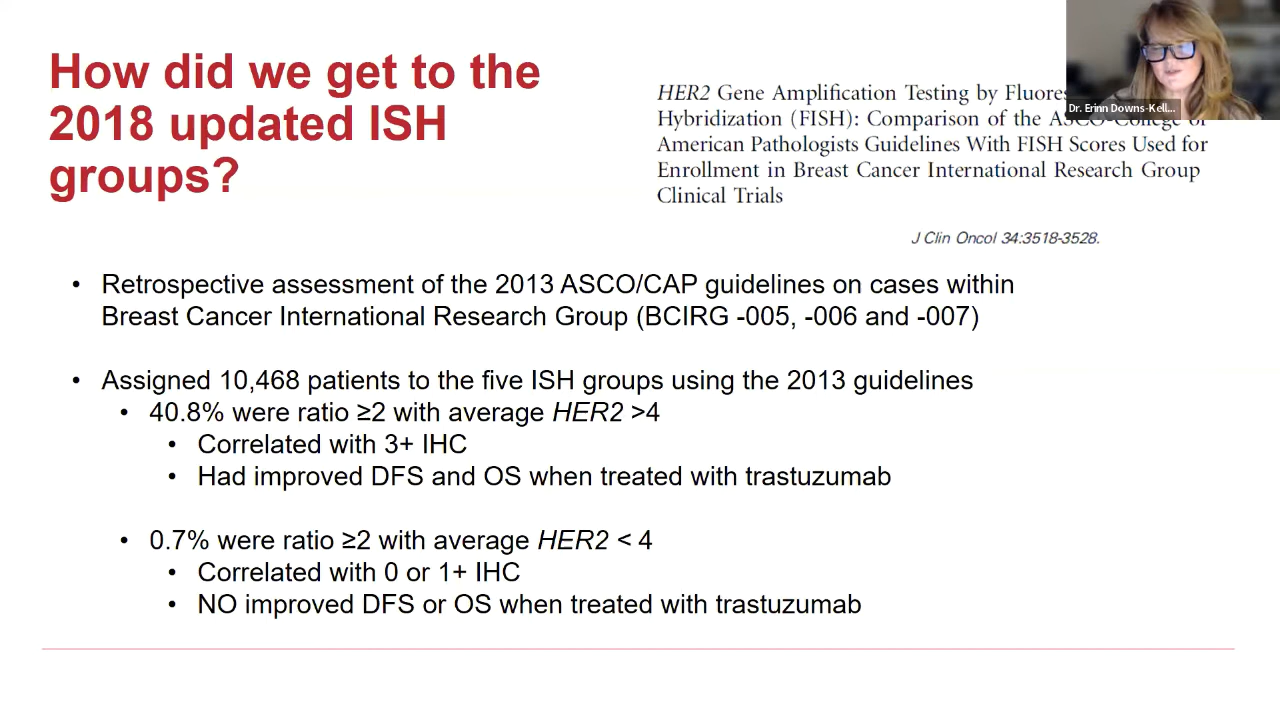 How did we get to the
2018 updated ISH
groups?
HER2 Gene Amplification Testing by
Hybridization (FISH): Comparison of the ASCO-College of
American Pathologists Guidelines With FISH Scores Used for
Enrollment in Breast Cancer International Research Group
Clinical Trials
J Clin Oncol 34:3518-3528.
Dr. Erinn Downs-Kell...
• Retrospective assessment of the 2013 ASCO/CAP guidelines on cases within
Breast Cancer International Research Group (BCIRG -005, -006 and -007)
• Assigned 10,468 patients to the five ISH groups using the 2013 guidelines
• 40.8% were ratio ≥2 with average HER2 >4
• Correlated with 3+ IHC
• Had improved DFS and OS when treated with trastuzumab
• 0.7% were ratio ≥2 with average HER2 < 4
• Correlated with 0 or 1+ IHC
• NO improved DFS or OS when treated with trastuzumab